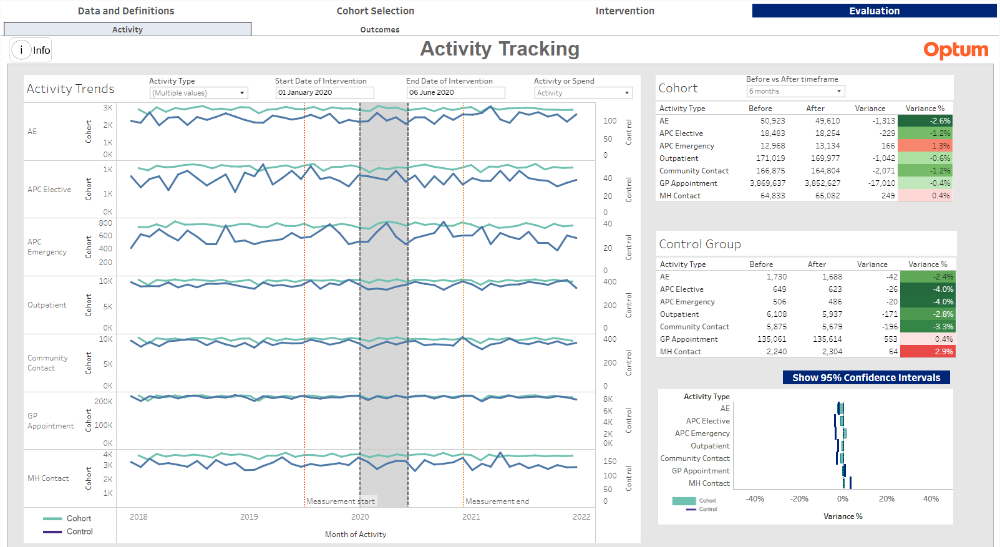 Data and Definitions Cohort Selection Intervention Evaluation
Activity Outcomes
i Info
Activity Tracking
Optum
Activity Trends
Activity Type Start Date of Intervention End Date of Intervention Activity or Spend
(Multiple values) 01 January 2020 06 June 2020 Activity
AE Cohort 3K 2K 1K 0K 100 50 0 Control
APC Elective Cohort 1K 1K 0K 40 20 0 Control
APC Emergency Cohort 800 600 400 200 40 20 0 Control
Outpatient Cohort 10K 5K 0K 400 200 0 Control
Community Contact Cohort 10K 5K 0K 400 200 0 Control
GP Appointment Cohort 200K 100K 0K 8K 6K 4K 2K 0K Control
MH Contact Cohort 4K 3K 2K 1K 150 100 50 0 Control
Measurement start Measurement end
2018 2019 2020 2021 2022
Month of Activity
Cohort
Control
Cohort
Before vs After timeframe
6 months
Activity Type Before After Variance Variance %
AE 50,923 49,610 -1,313 -2.6%
APC Elective 18,483 18,254 -229 -1.2%
APC Emergency 12,968 13,134 166 1.3%
Outpatient 171,019 169,977 -1,042 -0.6%
Community Contact 166,875 164,804 -2,071 -1.2%
GP Appointment 3,869,637 3,852,627 -17,010 -0.4%
MH Contact 64,833 65,082 249 0.4%
Control Group
Activity Type Before After Variance Variance %
AE 1,730 1,688 -42 -2.4%
APC Elective 649 623 -26 -4.0%
APC Emergency 506 486 -20 -4.0%
Outpatient 6,108 5,937 -171 -2.8%
Community Contact 5,875 5,679 -196 -3.3%
GP Appointment 135,061 135,614 553 0.4%
MH Contact 2,240 2,304 64 2.9%
Show 95% Confidence Intervals
Activity Type
AE
APC Elective
APC Emergency
Outpatient
Community Contact
GP Appointment
MH Contact
-40% -20% 0% 20% 40%
Cohort
Control
Variance %